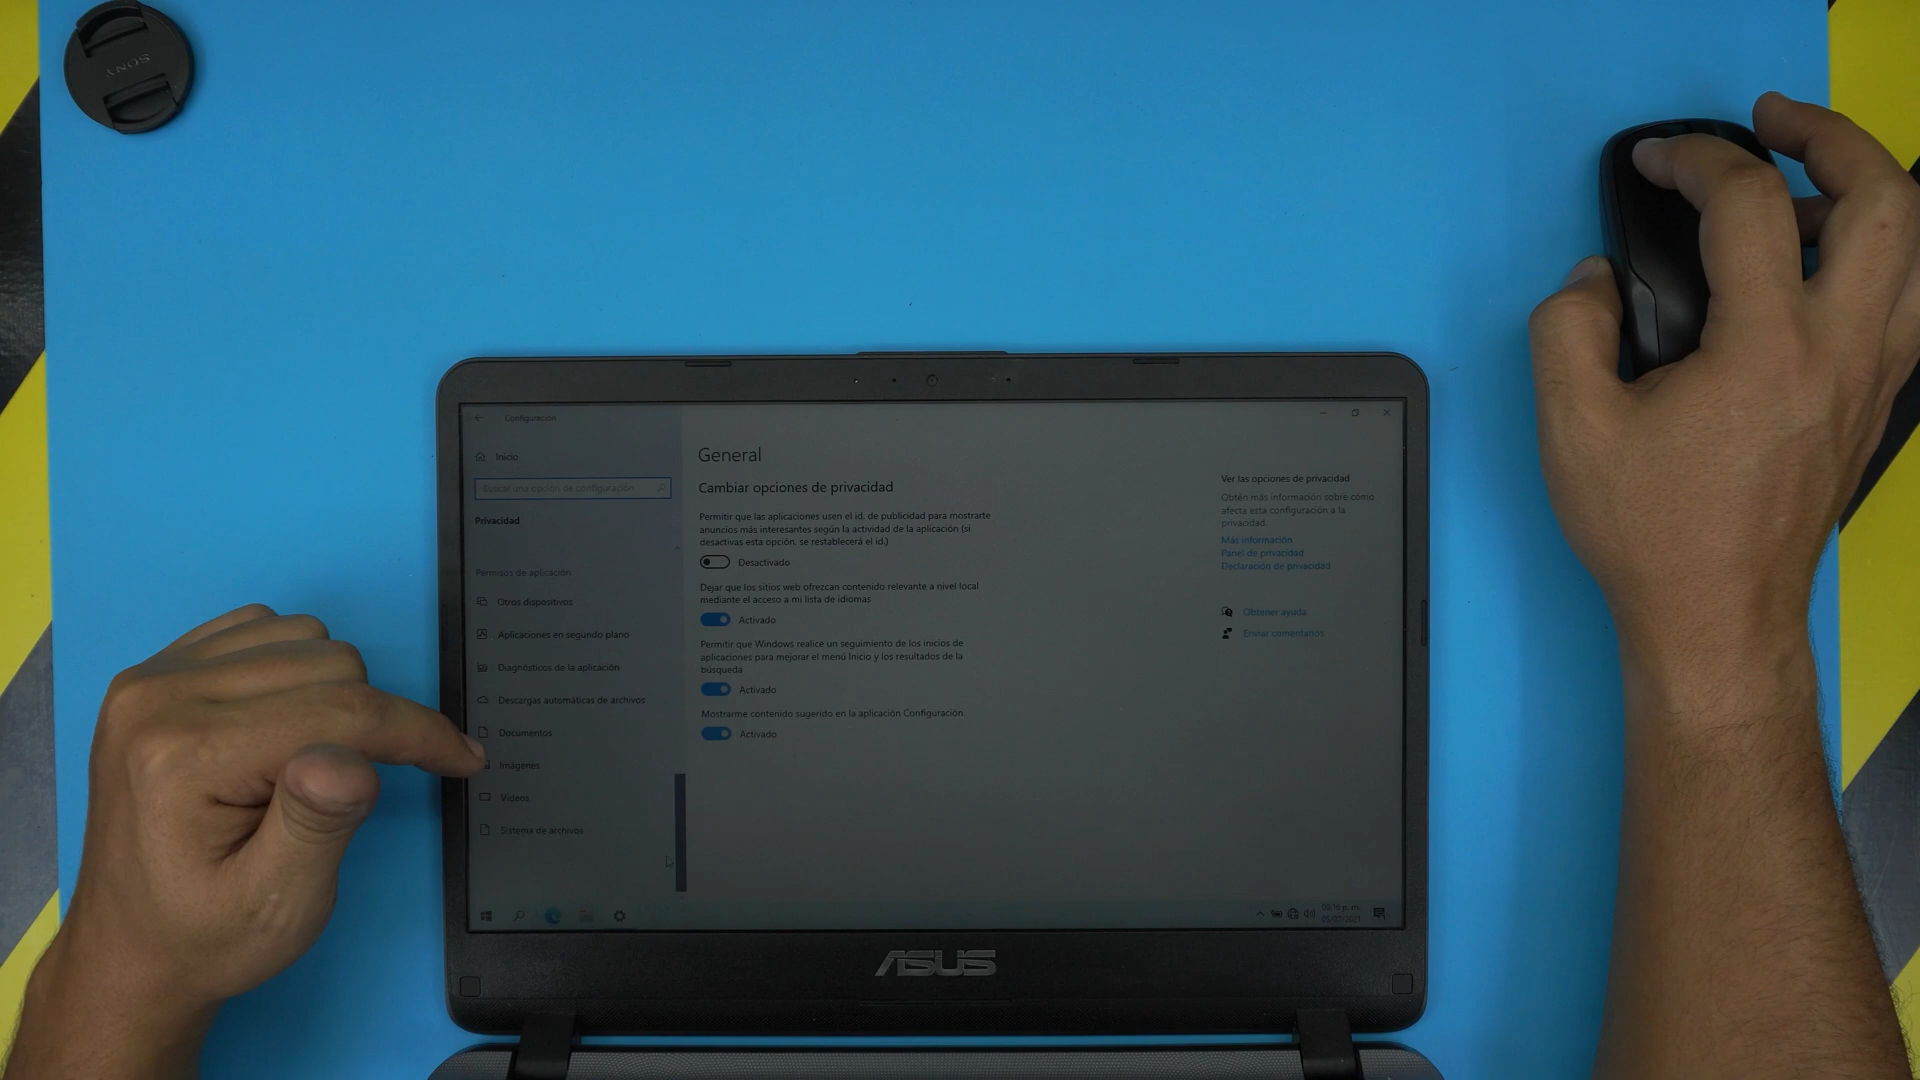 SONY
Configuración
Inicio
Buscar una opción de configuración
Privacidad
Permisos de aplicación
Otros dispositivos
Aplicaciones en segundo plano
Diagnósticos de la aplicación
Descargas automáticas de archivos
Documentos
Imágenes
Vídeos
Sistema de archivos
General
Cambiar opciones de privacidad
Permitir que las aplicaciones usen el id. de publicidad para mostrarte
anuncios más interesantes según la actividad de la aplicación (si
desactivas esta opción, se restablecerá el id.)
Desactivado
Dejar que los sitios web ofrezcan contenido relevante a nivel local
mediante el acceso a mi lista de idiomas
Activado
Permitir que Windows realice un seguimiento de los inicios de
aplicaciones para mejorar el menú Inicio y los resultados de la
búsqueda
Activado
Mostrarme contenido sugerido en la aplicación Configuración
Activado
Ver las opciones de privacidad
Obtén más información sobre cómo
afecta esta configuración a la
privacidad.
Más información
Panel de privacidad
Declaración de privacidad
Obtener ayuda
Enviar comentarios
08:16 p. m.
05/07/2021
ASUS